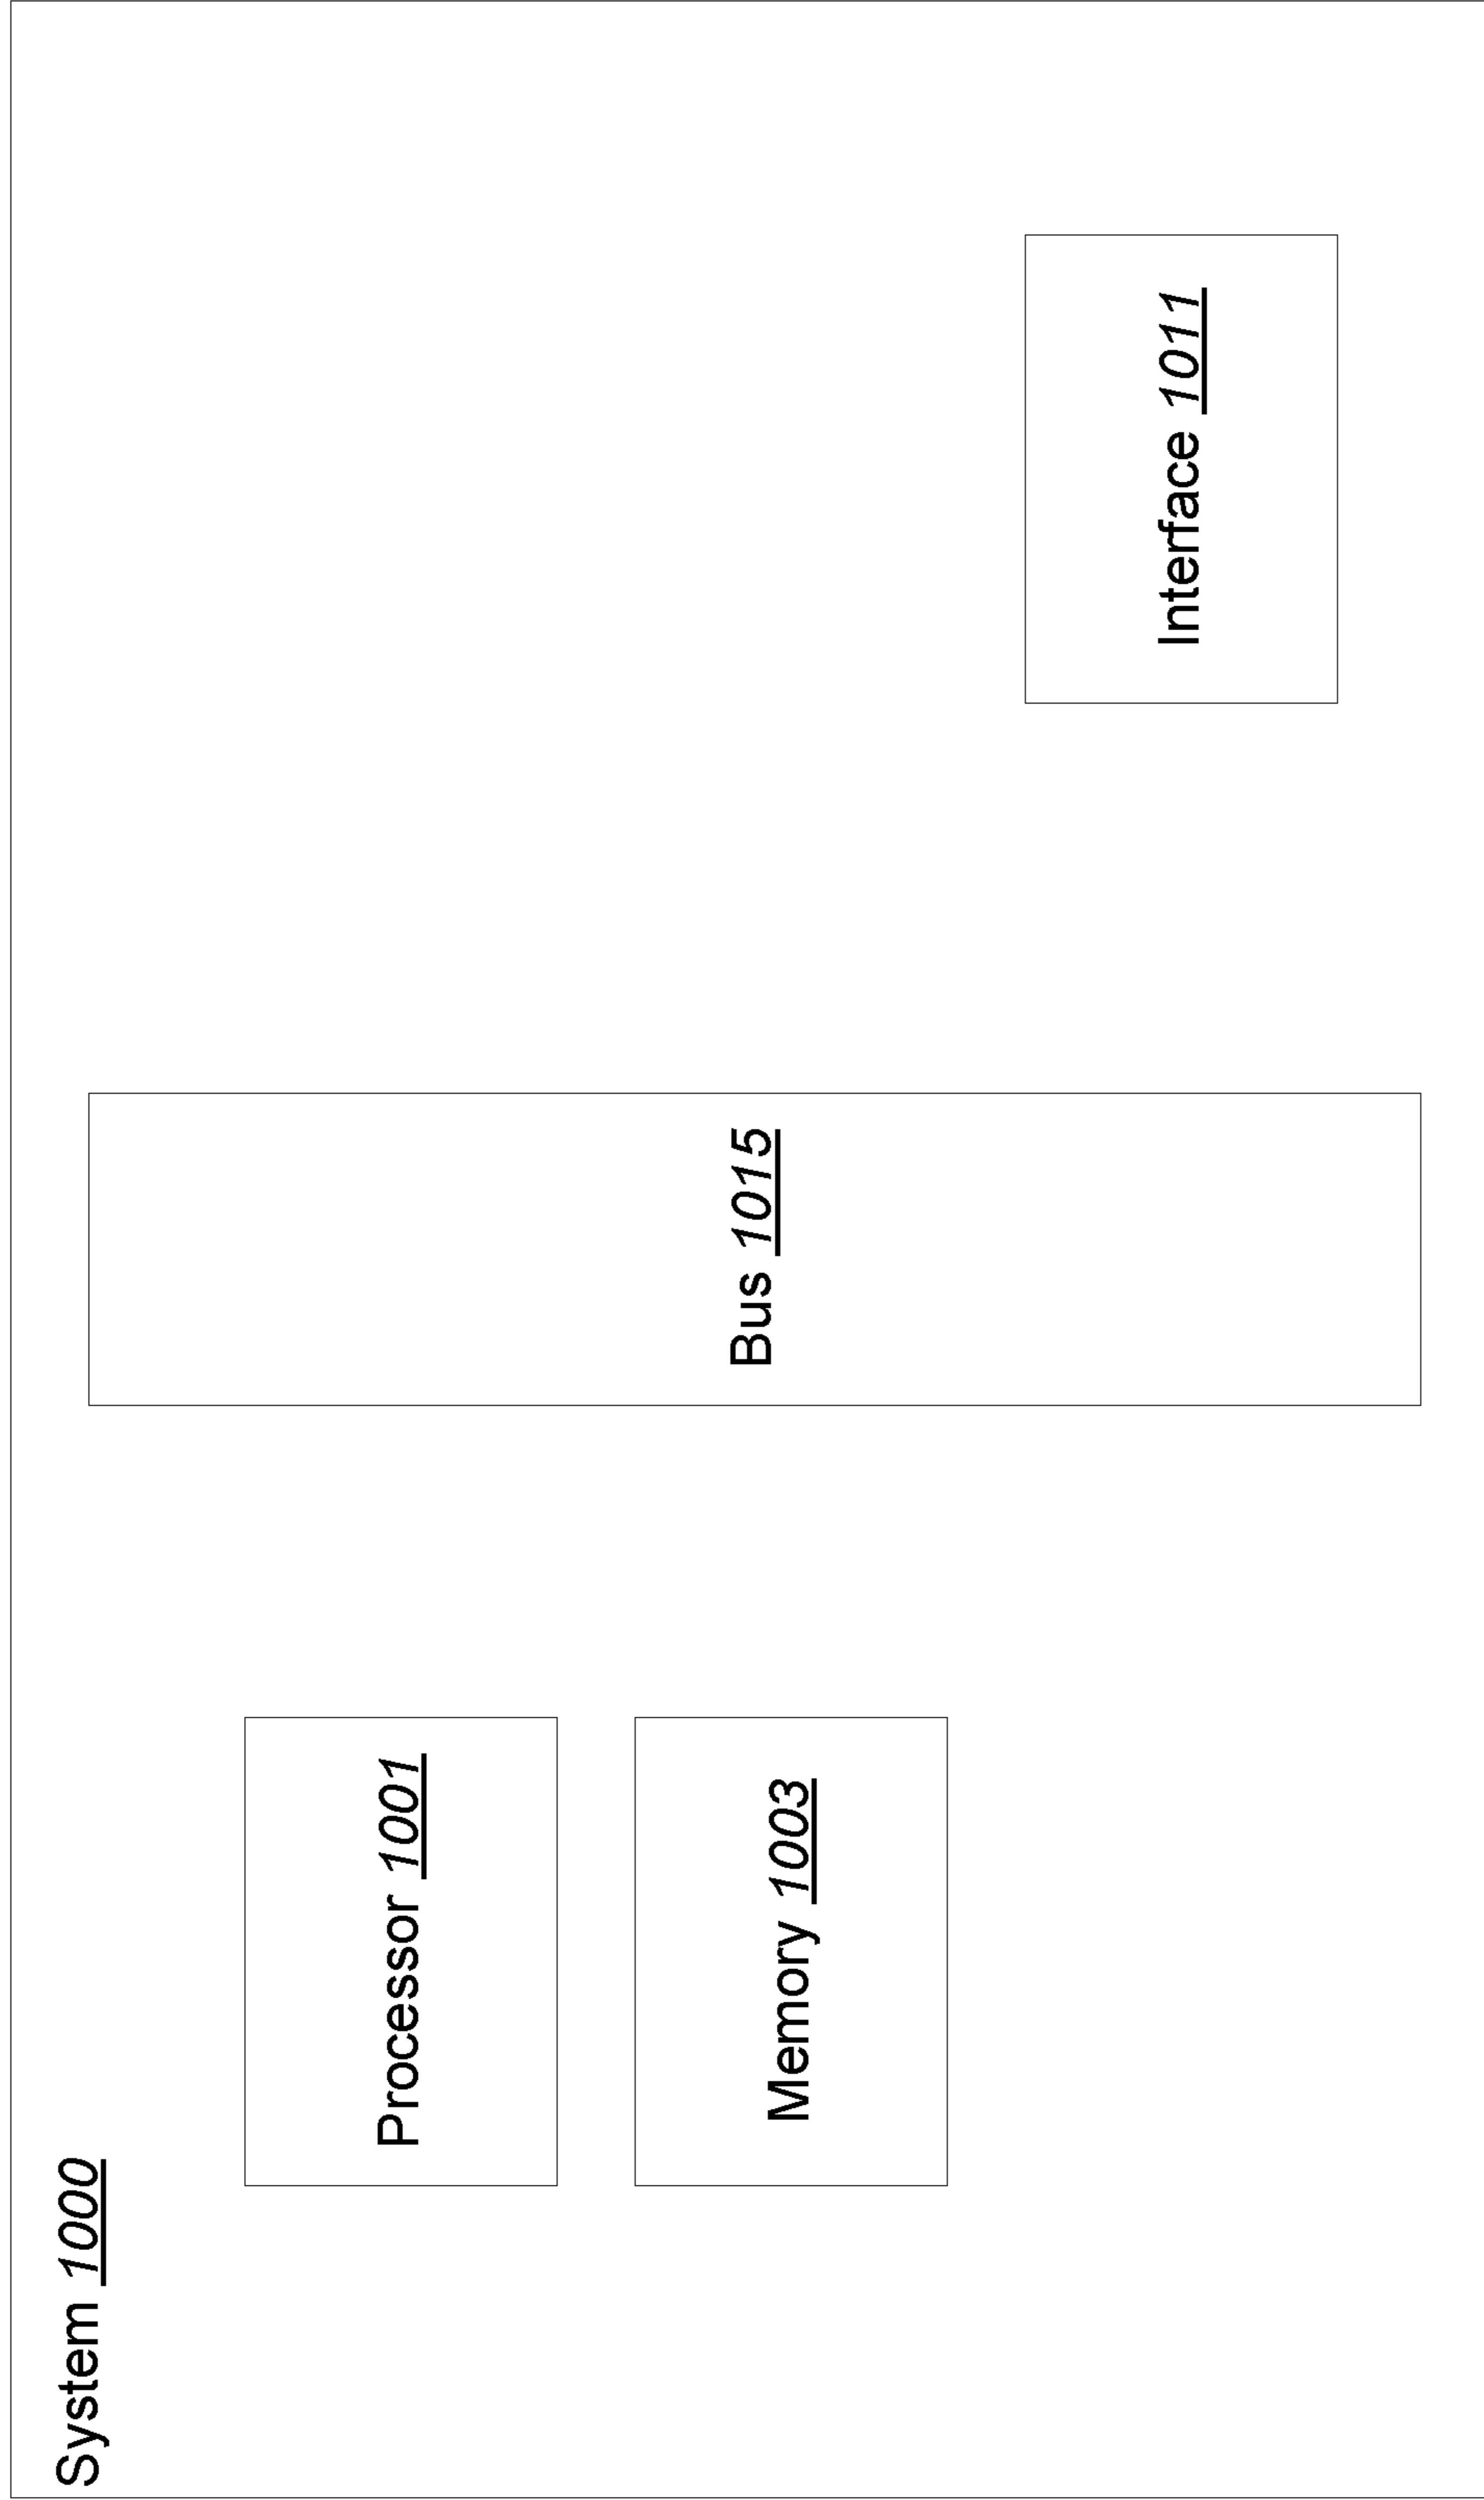 System 1000
Processor 1001
Memory 1003
Bus 1015
Interface 1011